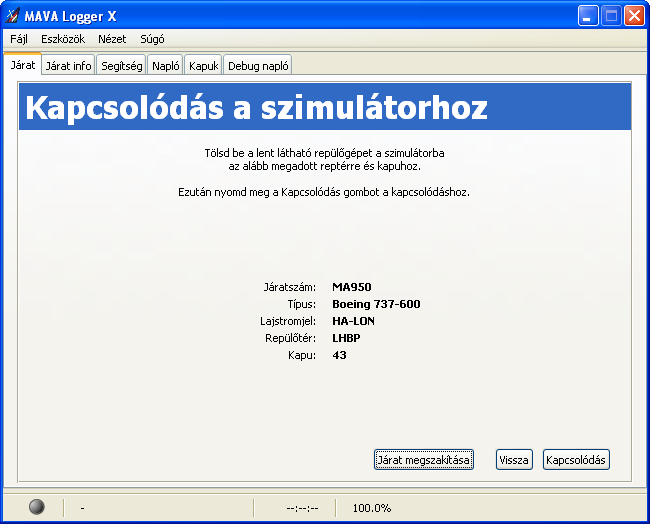 MAVA Logger X
Fájl Eszközök Nézet Súgó
Járat Járat info Segítség Napló Kapuk Debug napló
Kapcsolódás a szimulátorhoz
Tölsd be a lent látható repülőgépet a szimulátorba
az alább megadott reptérre és kapuhoz.
Ezután nyomd meg a Kapcsolódás gombot a kapcsolódáshoz.
Járatszám: MA950
Típus: Boeing 737-600
Lajstromjel: HA-LON
Repülőtér: LHBP
Kapu: 43
Járat megszakítása Vissza Kapcsolódás
- --:--:-- 100.0%